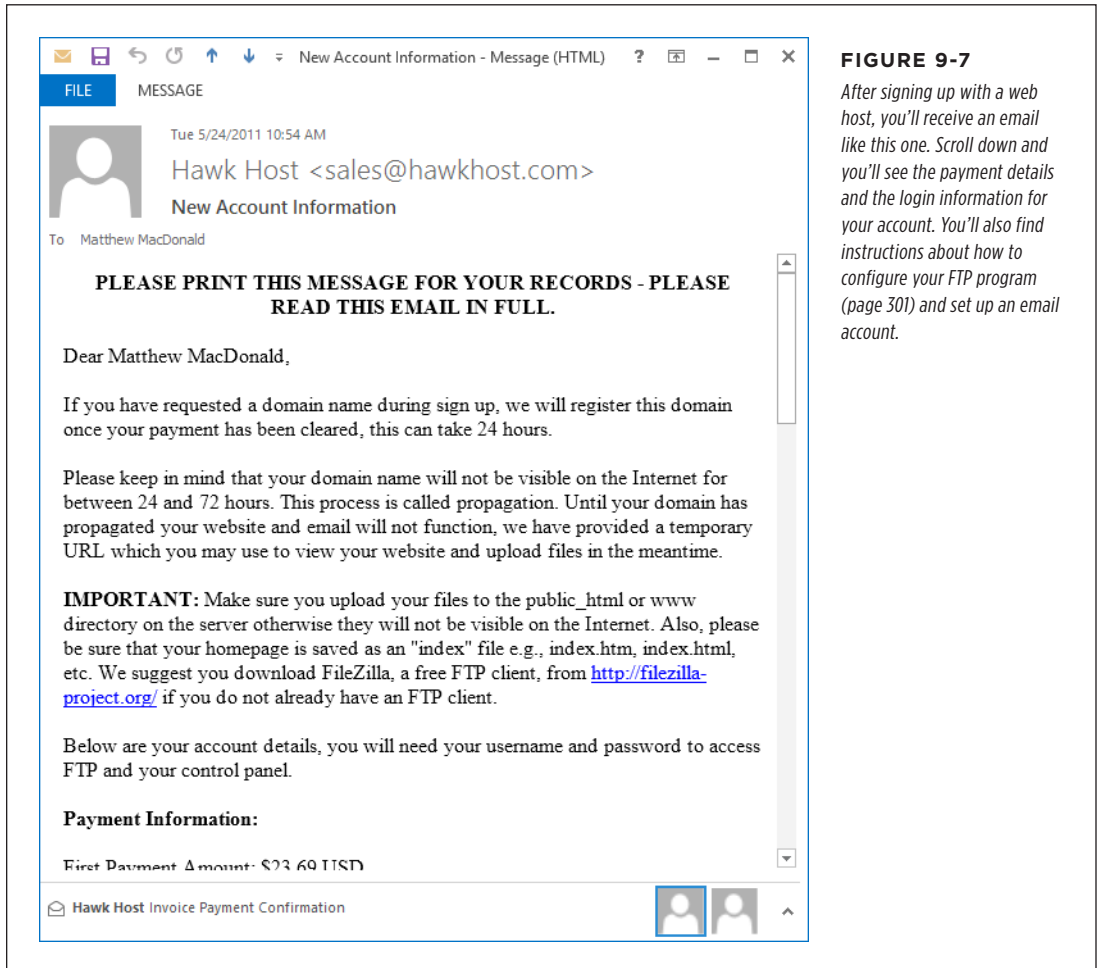 New Account Information - Message (HTML)
?
FILE
MESSAGE
Tue 5/24/2011 10:54 AM
Hawk Host <sales@hawkhost.com>
New Account Information
To Matthew MacDonald
PLEASE PRINT THIS MESSAGE FOR YOUR RECORDS - PLEASE
READ THIS EMAIL IN FULL.
Dear Matthew MacDonald,
If you have requested a domain name during sign up, we will register this domain
once your payment has been cleared, this can take 24 hours.
Please keep in mind that your domain name will not be visible on the Internet for
between 24 and 72 hours. This process is called propagation. Until your domain has
propagated your website and email will not function, we have provided a temporary
URL which you may use to view your website and upload files in the meantime.
IMPORTANT: Make sure you upload your files to the public_html or www
directory on the server otherwise they will not be visible on the Internet. Also, please
be sure that your homepage is saved as an "index" file e.g., index.htm, index.html,
etc. We suggest you download FileZilla, a free FTP client, from http://filezilla-
project.org/ if you do not already have an FTP client.
Below are your account details, you will need your username and password to access
FTP and your control panel.
Payment Information:
First Payment Amount: $23.69 USD
Hawk Host Invoice Payment Confirmation
FIGURE 9-7
After signing up with a web
host, you'll receive an email
like this one. Scroll down and
you'll see the payment details
and the login information for
your account. You'll also find
instructions about how to
configure your FTP program
(page 301) and set up an email
account.